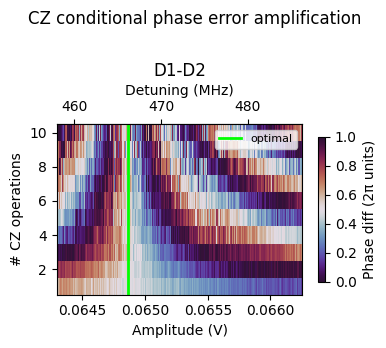 CZ conditional phase error amplification
D1-D2
Detuning (MHz)
460 470 480
optimal
10
8
6
4
2
# CZ operations
0.0645 0.0650 0.0655 0.0660
Amplitude (V)
1.0
0.8
0.6
0.4
0.2
0.0
Phase diff (2π units)